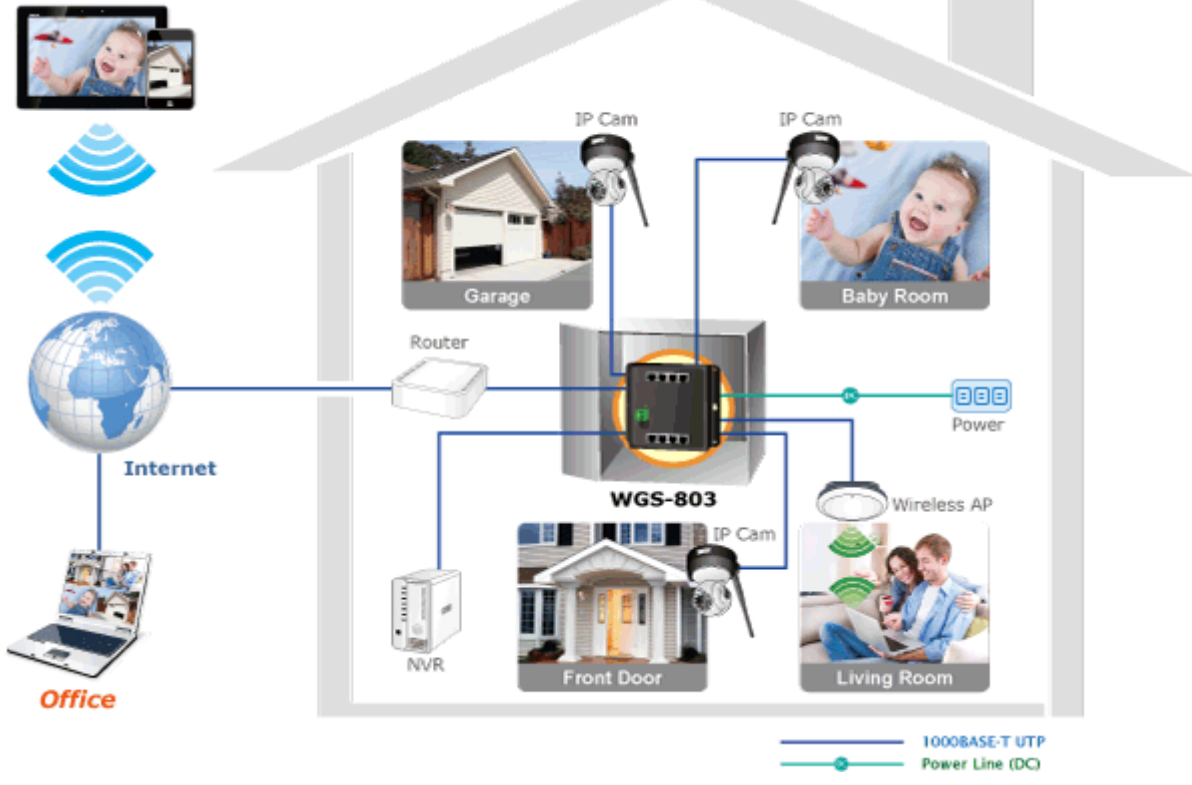 IP Cam
IP Cam
Garage
Baby Room
Router
Power
Internet
WGS-803
Wireless AP
IP Cam
NVR
Front Door
Living Room
Office
1000BASE-T UTP
DC
Power Line (DC)